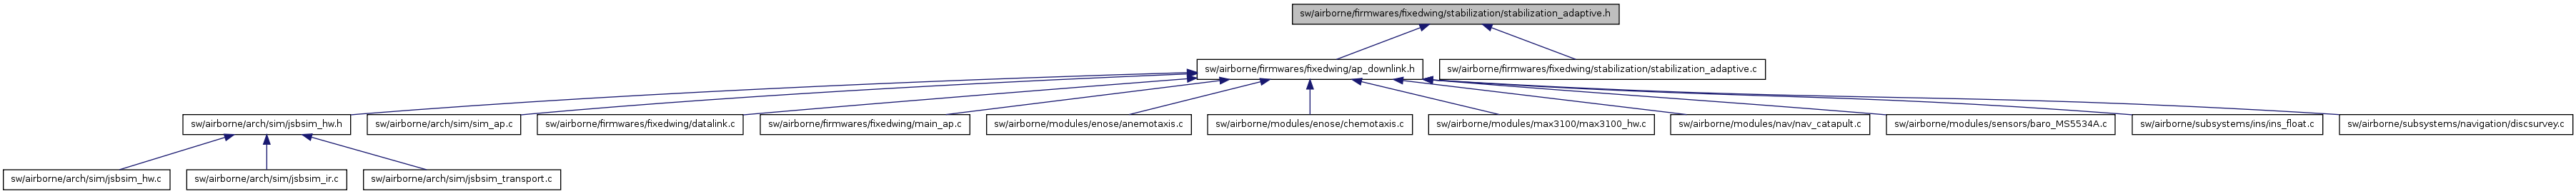 sw/airborne/firmwares/fixedwing/stabilization/stabilization_adaptive.h
sw/airborne/firmwares/fixedwing/ap_downlink.h
sw/airborne/firmwares/fixedwing/stabilization/stabilization_adaptive.c
sw/airborne/arch/sim/jsbsim_hw.h
sw/airborne/arch/sim/sim_ap.c
sw/airborne/firmwares/fixedwing/datalink.c
sw/airborne/firmwares/fixedwing/main_ap.c
sw/airborne/modules/enose/anemotaxis.c
sw/airborne/modules/enose/chemotaxis.c
sw/airborne/modules/max3100/max3100_hw.c
sw/airborne/modules/nav/nav_catapult.c
sw/airborne/modules/sensors/baro_MS5534A.c
sw/airborne/subsystems/ins/ins_float.c
sw/airborne/subsystems/navigation/discsurvey.c
sw/airborne/arch/sim/jsbsim_hw.c
sw/airborne/arch/sim/jsbsim_ir.c
sw/airborne/arch/sim/jsbsim_transport.c